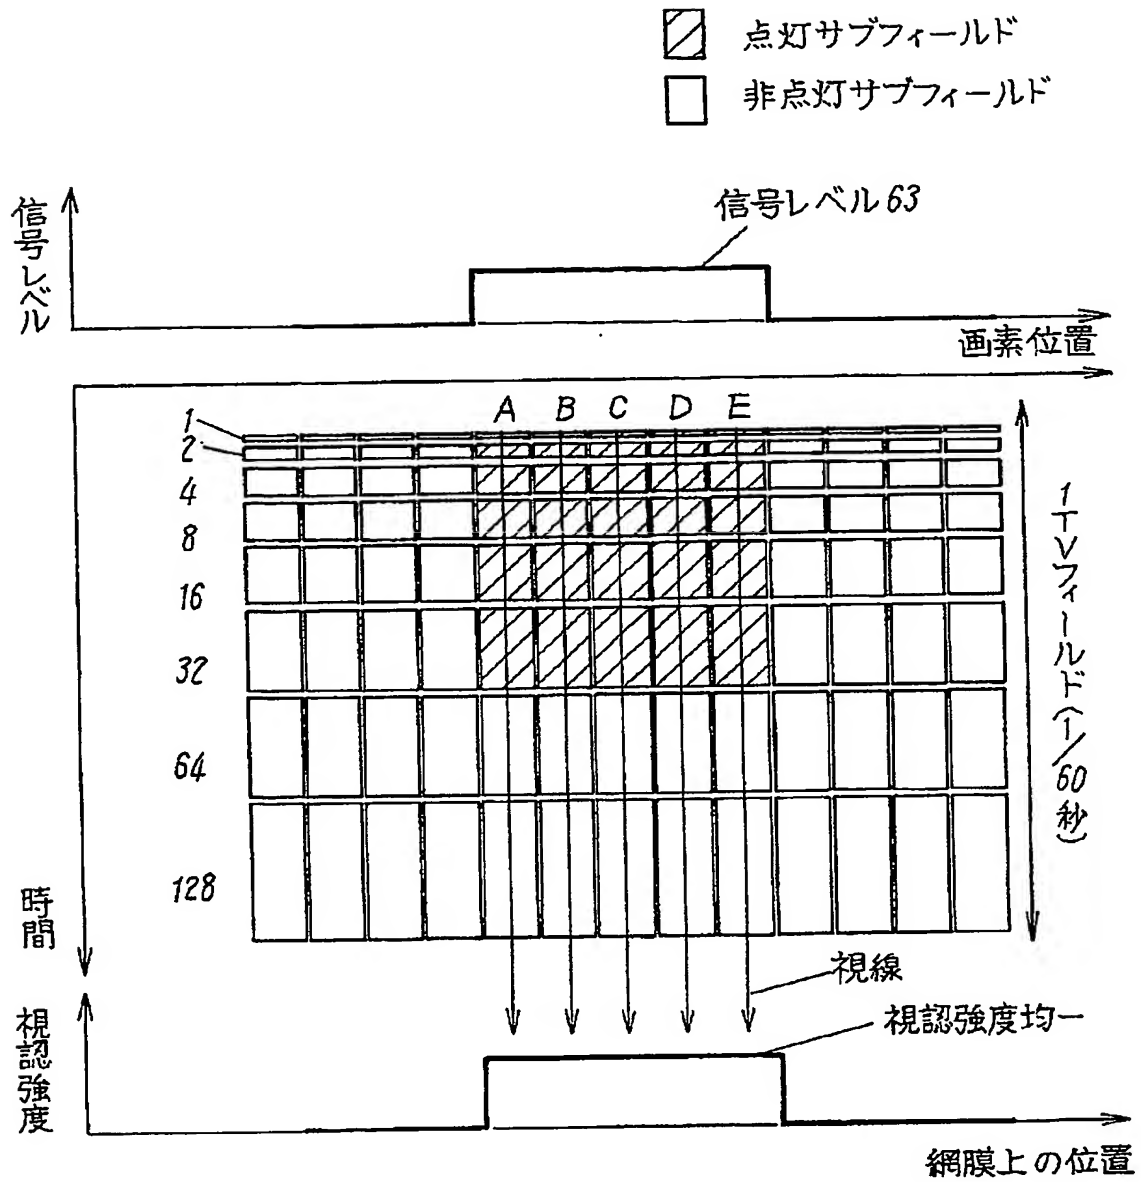 点灯サブフィールド
非点灯サブフィールド
信号レベル
信号レベル63
画素位置
A B C D E
1
2
4
8
16
32
64
128
1TVフィールド(1/60秒)
時間
視線
視認強度
視認強度均一
網膜上の位置